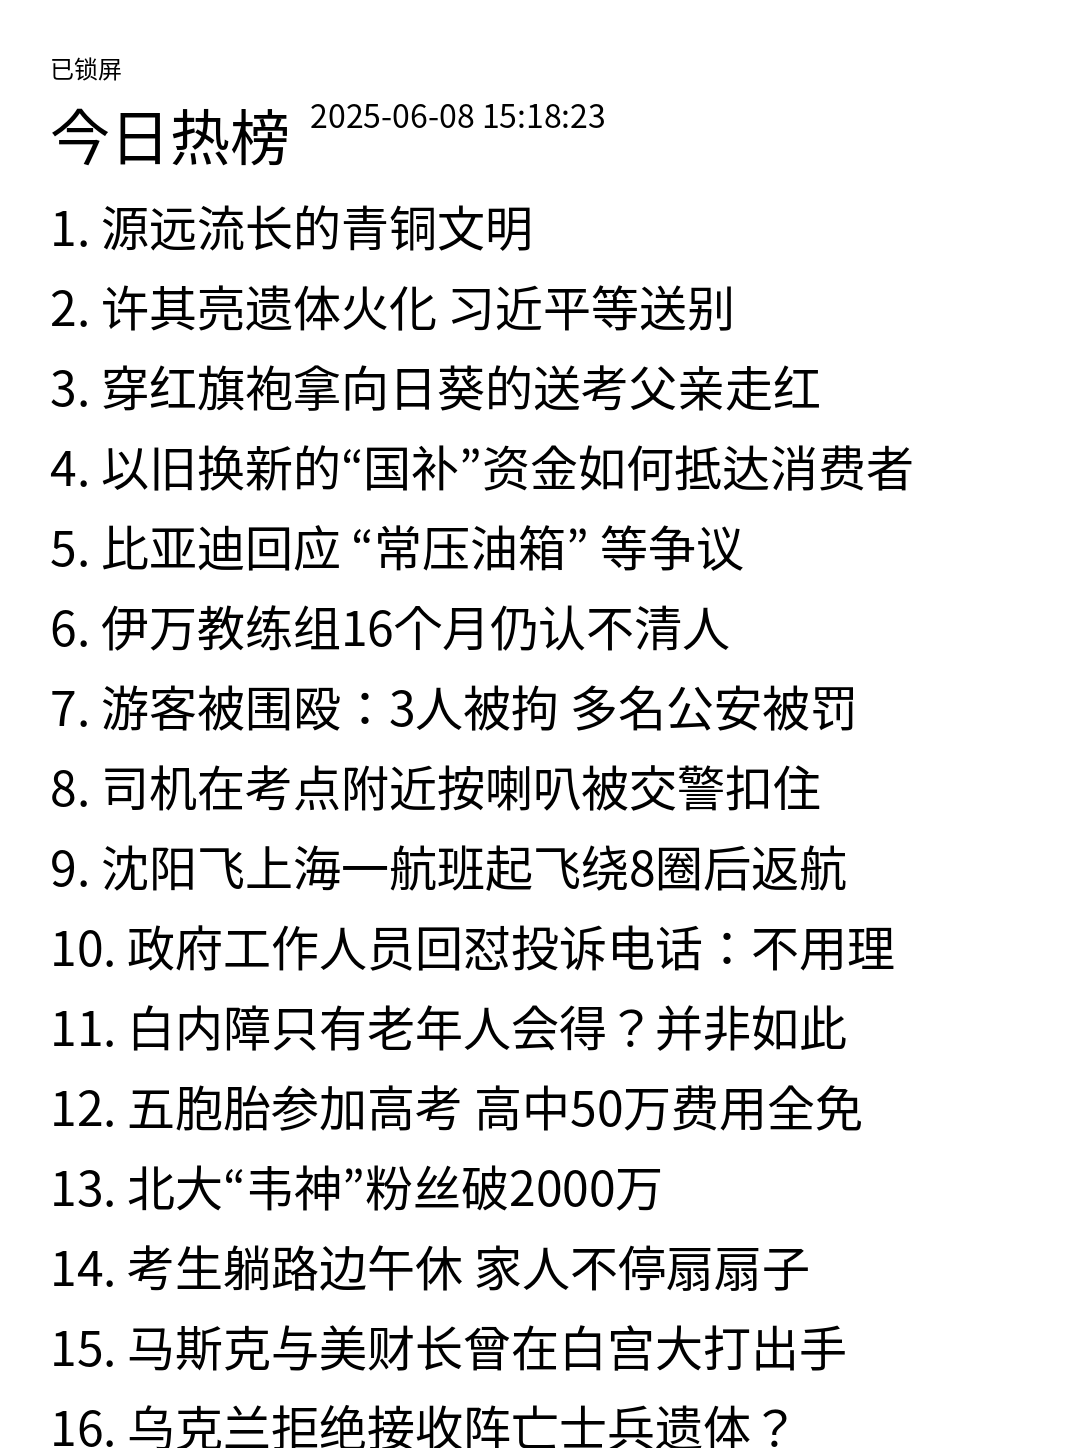 已锁屏
今日热榜 2025-06-08 15:18:23
1. 源远流长的青铜文明
2. 许其亮遗体火化 习近平等送别
3. 穿红旗袍拿向日葵的送考父亲走红
4. 以旧换新的“国补”资金如何抵达消费者
5. 比亚迪回应 “常压油箱” 等争议
6. 伊万教练组16个月仍认不清人
7. 游客被围殴：3人被拘 多名公安被罚
8. 司机在考点附近按喇叭被交警扣住
9. 沈阳飞上海一航班起飞绕8圈后返航
10. 政府工作人员回怼投诉电话：不用理
11. 白内障只有老年人会得？并非如此
12. 五胞胎参加高考 高中50万费用全免
13. 北大“韦神”粉丝破2000万
14. 考生躺路边午休 家人不停扇扇子
15. 马斯克与美财长曾在白宫大打出手
16. 乌克兰拒绝接收阵亡士兵遗体？